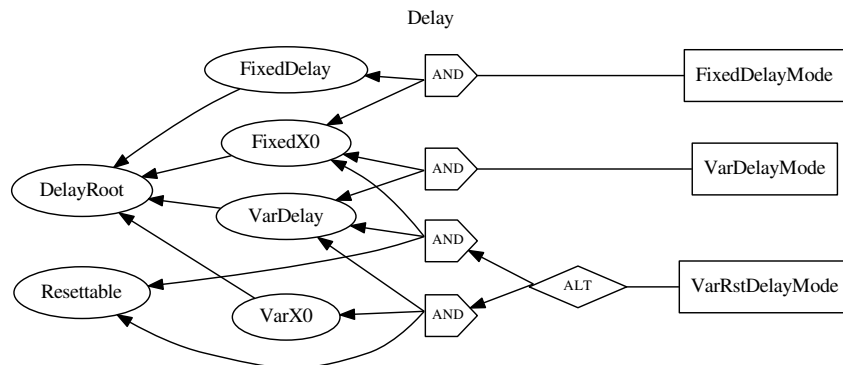 Delay
FixedDelay
AND
FixedDelayMode
FixedX0
AND
VarDelayMode
DelayRoot
VarDelay
AND
Resettable
VarX0
AND
ALT
VarRstDelayMode